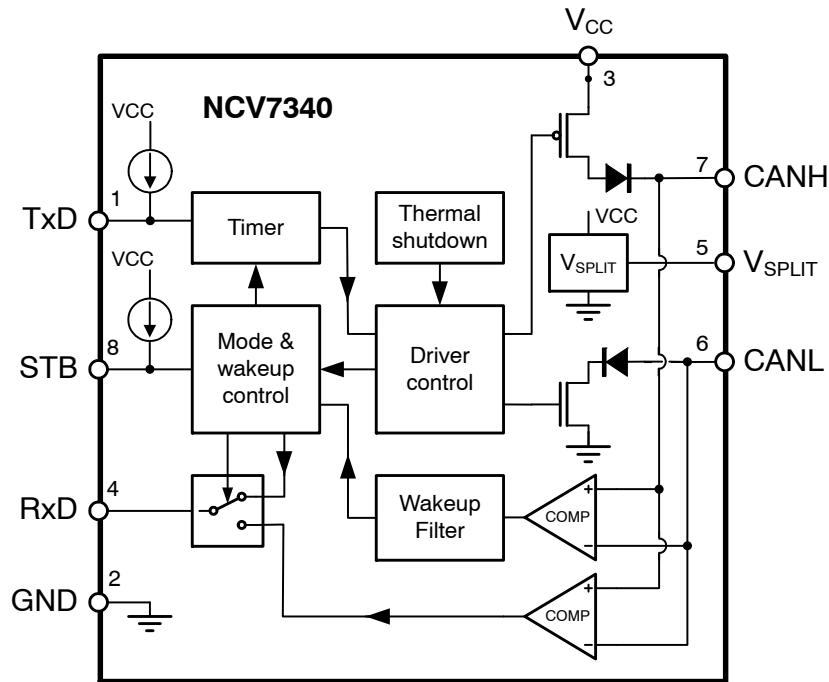 VCC
3
NCV7340
VCC
1
TxD
Timer
Thermal
shutdown
7
CANH
VCC
VSPLIT
5
VSPLIT
VCC
8
STB
Mode &
wakeup
control
Driver
control
6
CANL
4
RxD
Wakeup
Filter
+
COMP
−
2
GND
+
COMP
−